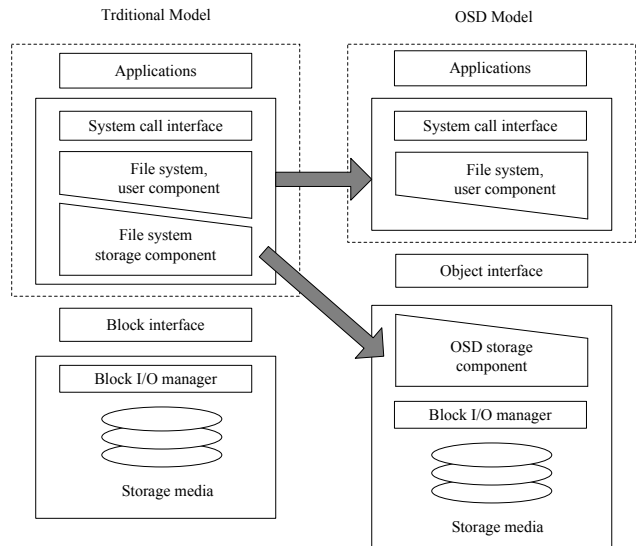 Trditional Model
Applications
System call interface
File system,
user component
File system
storage component
Block interface
Block I/O manager
Storage media
OSD Model
Applications
System call interface
File system,
user component
Object interface
OSD storage
component
Block I/O manager
Storage media